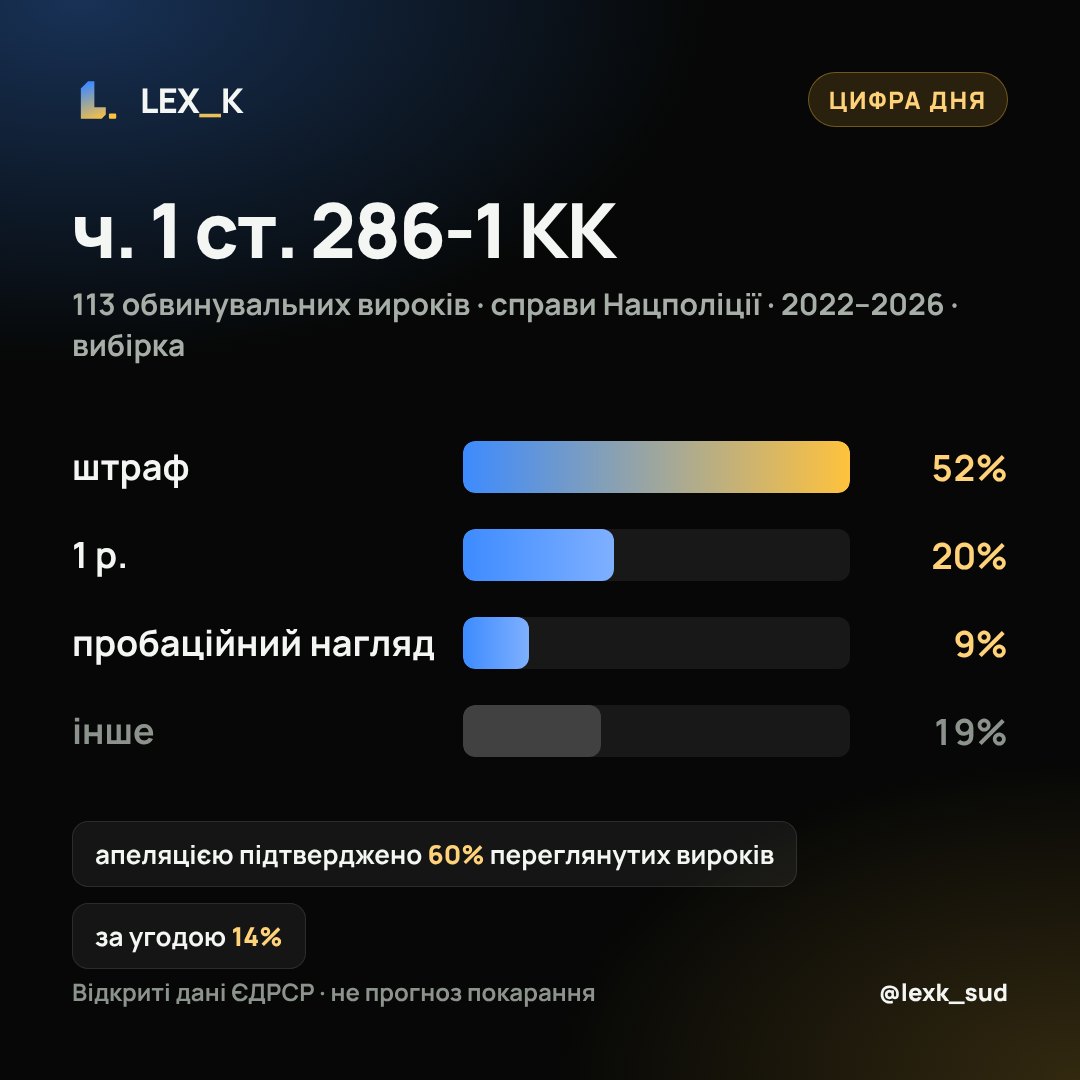 LEX_K
ЦИФРА ДНЯ
ч. 1 ст. 286-1 КК
113 обвинувальних вироків · справи Нацполіції · 2022–2026 ·
вибірка
штраф 52%
1 р. 20%
пробаційний нагляд 9%
інше 19%
апеляцією підтверджено 60% переглянутих вироків
за угодою 14%
Відкриті дані ЄДРСР · не прогноз покарання
@lexk_sud